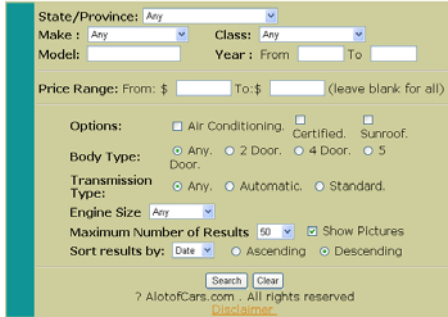 State/Province: Any
Make : Any Class: Any
Model: Year : From To
Price Range: From: $ To:$ (leave blank for all)
Options: Air Conditioning. Certified. Sunroof.
Body Type: Any. 2 Door. 4 Door. 5 Door.
Transmission Type: Any. Automatic. Standard.
Engine Size Any
Maximum Number of Results 50 Show Pictures
Sort results by: Date Ascending Descending
Search Clear
? AlotofCars.com . All rights reserved
Disclaimer